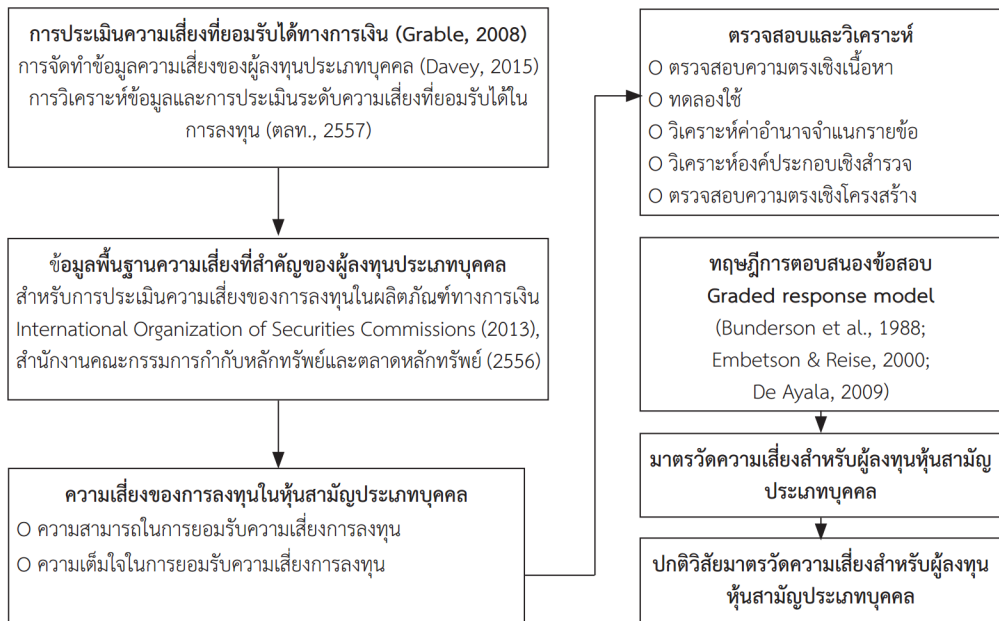 การประเมินความเสี่ยงที่ยอมรับได้ทางการเงิน (Grable, 2008)
การจัดทำข้อมูลความเสี่ยงของผู้ลงทุนประเภทบุคคล (Davey, 2015)
การวิเคราะห์ข้อมูลและการประเมินระดับความเสี่ยงที่ยอมรับได้ใน
การลงทุน (ตลท., 2557)
ข้อมูลพื้นฐานความเสี่ยงที่สำคัญของผู้ลงทุนประเภทบุคคล
สำหรับการประเมินความเสี่ยงของการลงทุนในผลิตภัณฑ์ทางการเงิน
International Organization of Securities Commissions (2013),
สำนักงานคณะกรรมการกำกับหลักทรัพย์และตลาดหลักทรัพย์ (2556)
ความเสี่ยงของการลงทุนในหุ้นสามัญประเภทบุคคล
O ความสามารถในการยอมรับความเสี่ยงการลงทุน
O ความเต็มใจในการยอมรับความเสี่ยงการลงทุน
ตรวจสอบและวิเคราะห์
O ตรวจสอบความตรงเชิงเนื้อหา
O ทดลองใช้
O วิเคราะห์ค่าอำนาจจำแนกรายข้อ
O วิเคราะห์องค์ประกอบเชิงสำรวจ
O ตรวจสอบความตรงเชิงโครงสร้าง
ทฤษฎีการตอบสนองข้อสอบ
Graded response model
(Bunderson et al., 1988;
Embetson & Reise, 2000;
De Ayala, 2009)
มาตรวัดความเสี่ยงสำหรับผู้ลงทุนหุ้นสามัญ
ประเภทบุคคล
ปกติวิสัยมาตรวัดความเสี่ยงสำหรับผู้ลงทุน
หุ้นสามัญประเภทบุคคล